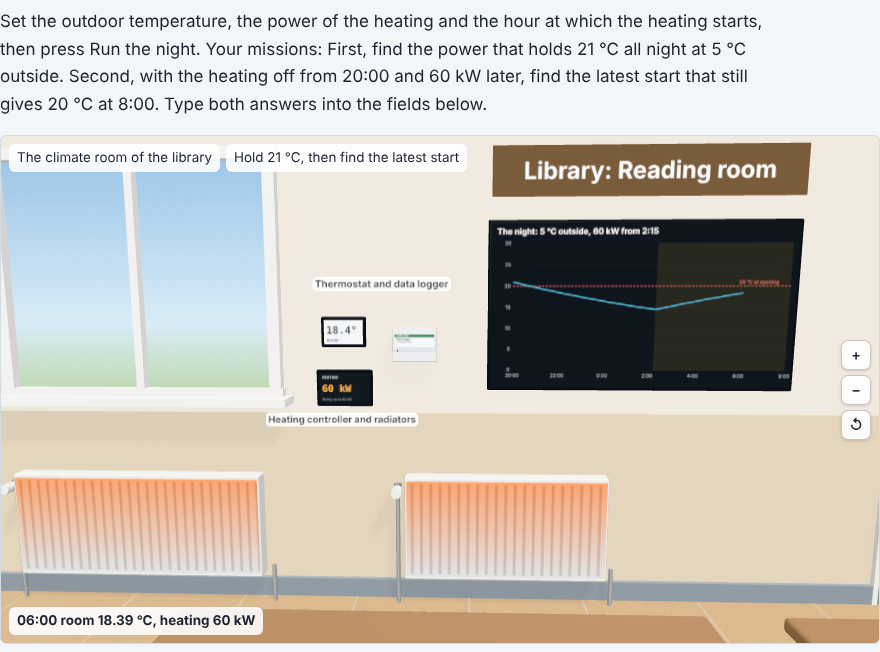 Set the outdoor temperature, the power of the heating and the hour at which the heating starts,
then press Run the night. Your missions: First, find the power that holds 21 °C all night at 5 °C
outside. Second, with the heating off from 20:00 and 60 kW later, find the latest start that still
gives 20 °C at 8:00. Type both answers into the fields below.
The climate room of the library
Hold 21 °C, then find the latest start
Library: Reading room
The night: 5 °C outside, 60 kW from 2:15
30
25
20
15
10
5
0
20 °C at opening
20:00 22:00 0:00 2:00 4:00 6:00 8:00
Thermostat and data logger
18.4°
HEATING
60 kW
Heating controller and radiators
+
−
06:00 room 18.39 °C, heating 60 kW